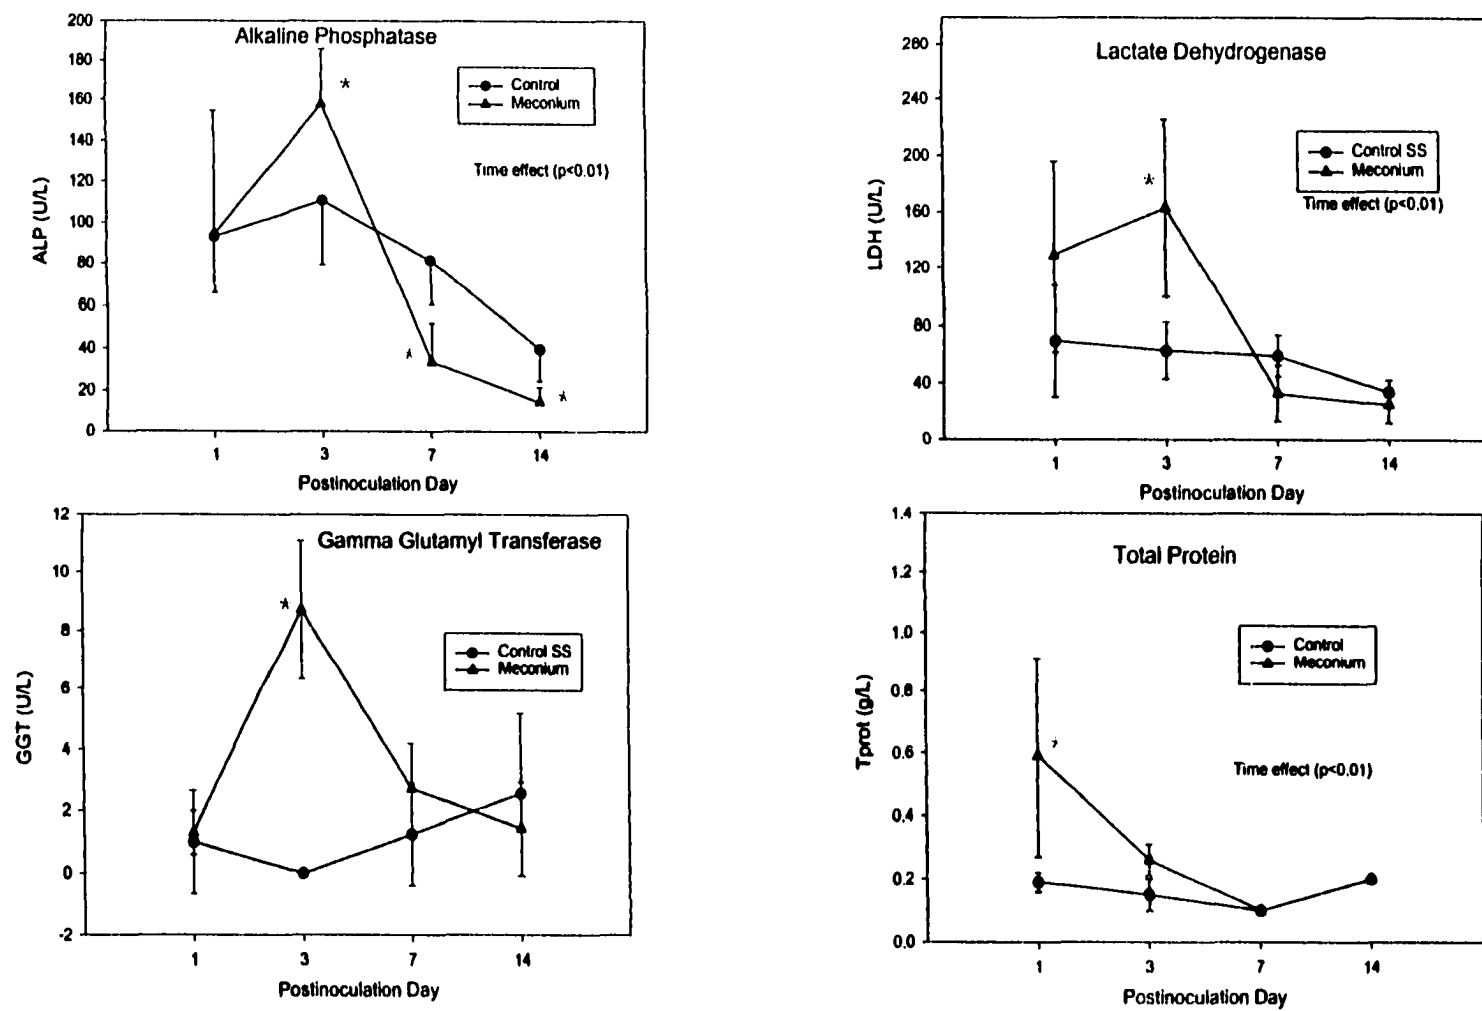 Alkaline Phosphatase
200
180
160
140
120
100
80
60
40
20
0
ALP (U/L)
Control
Meconium
Time effect (p<0.01)
*
*
*
1 3 7 14
Postinoculation Day
Lactate Dehydrogenase
280
240
200
160
120
80
40
0
LDH (U/L)
Control SS
Meconium
Time effect (p<0.01)
*
1 3 7 14
Postinoculation Day
Gamma Glutamyl Transferase
12
10
8
6
4
2
0
-2
GGT (U/L)
Control SS
Meconium
*
1 3 7 14
Postinoculation Day
Total Protein
1.4
1.2
1.0
0.8
0.6
0.4
0.2
0.0
Tprot (g/L)
Control
Meconium
Time effect (p<0.01)
*
1 3 7 14
Postinoculation Day